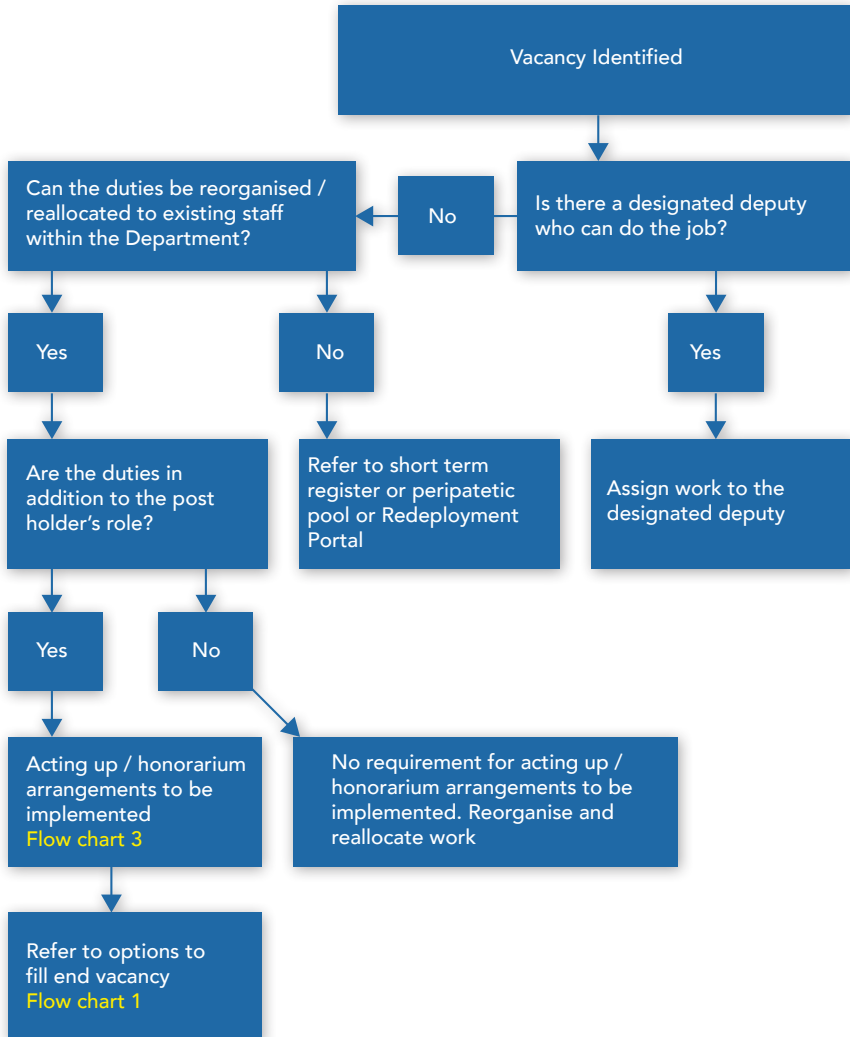 Vacancy Identified
Can the duties be reorganised /
reallocated to existing staff
within the Department?
No
Is there a designated deputy
who can do the job?
Yes
No
Yes
Are the duties in
addition to the post
holder's role?
Refer to short term
register or peripatetic
pool or Redeployment
Portal
Assign work to the
designated deputy
Yes
No
Acting up / honorarium
arrangements to be
implemented
Flow chart 3
No requirement for acting up /
honorarium arrangements to be
implemented. Reorganise and
reallocate work
Refer to options to
fill end vacancy
Flow chart 1